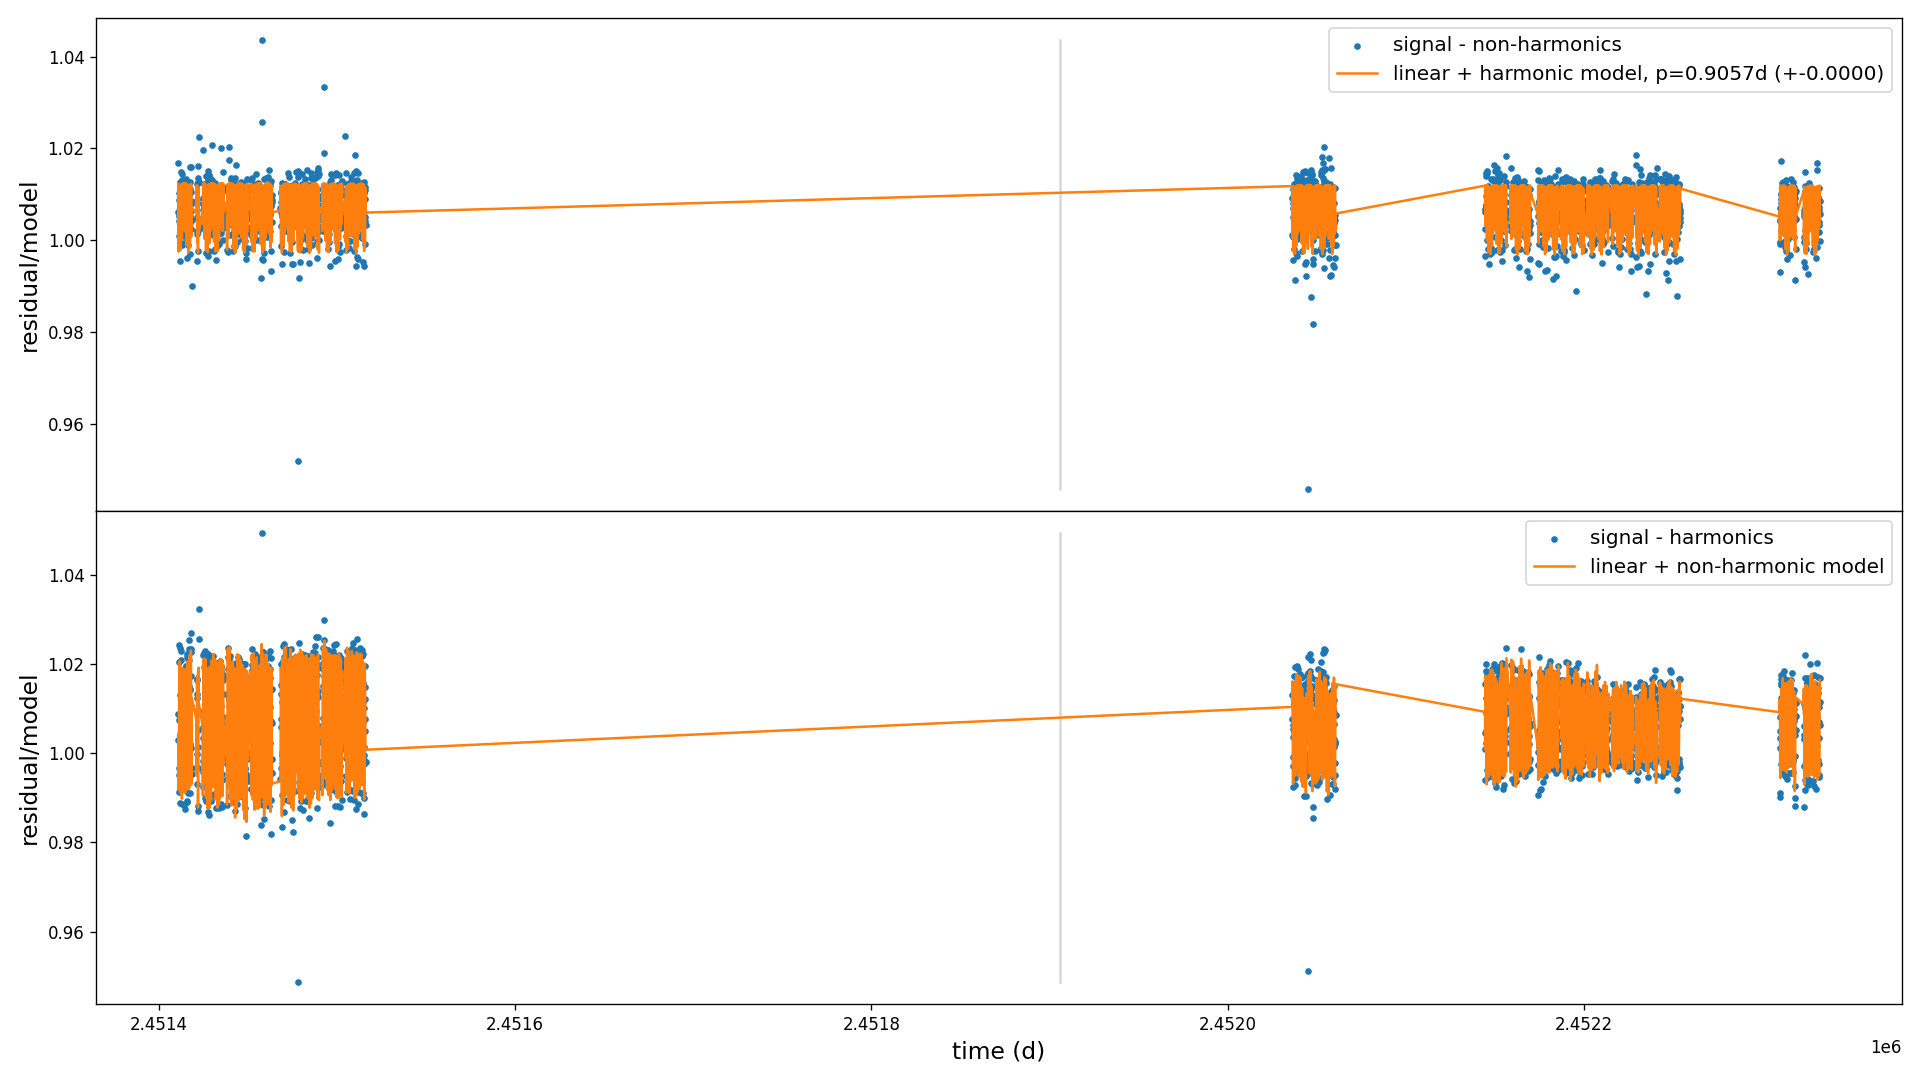 signal - non-harmonics
linear + harmonic model, p=0.9057d (+-0.0000)
1.04
1.02
1.00
0.98
0.96
residual/model
signal - harmonics
linear + non-harmonic model
1.04
1.02
1.00
0.98
0.96
residual/model
2.4514 2.4516 2.4518 2.4520 2.4522
time (d)
1e6